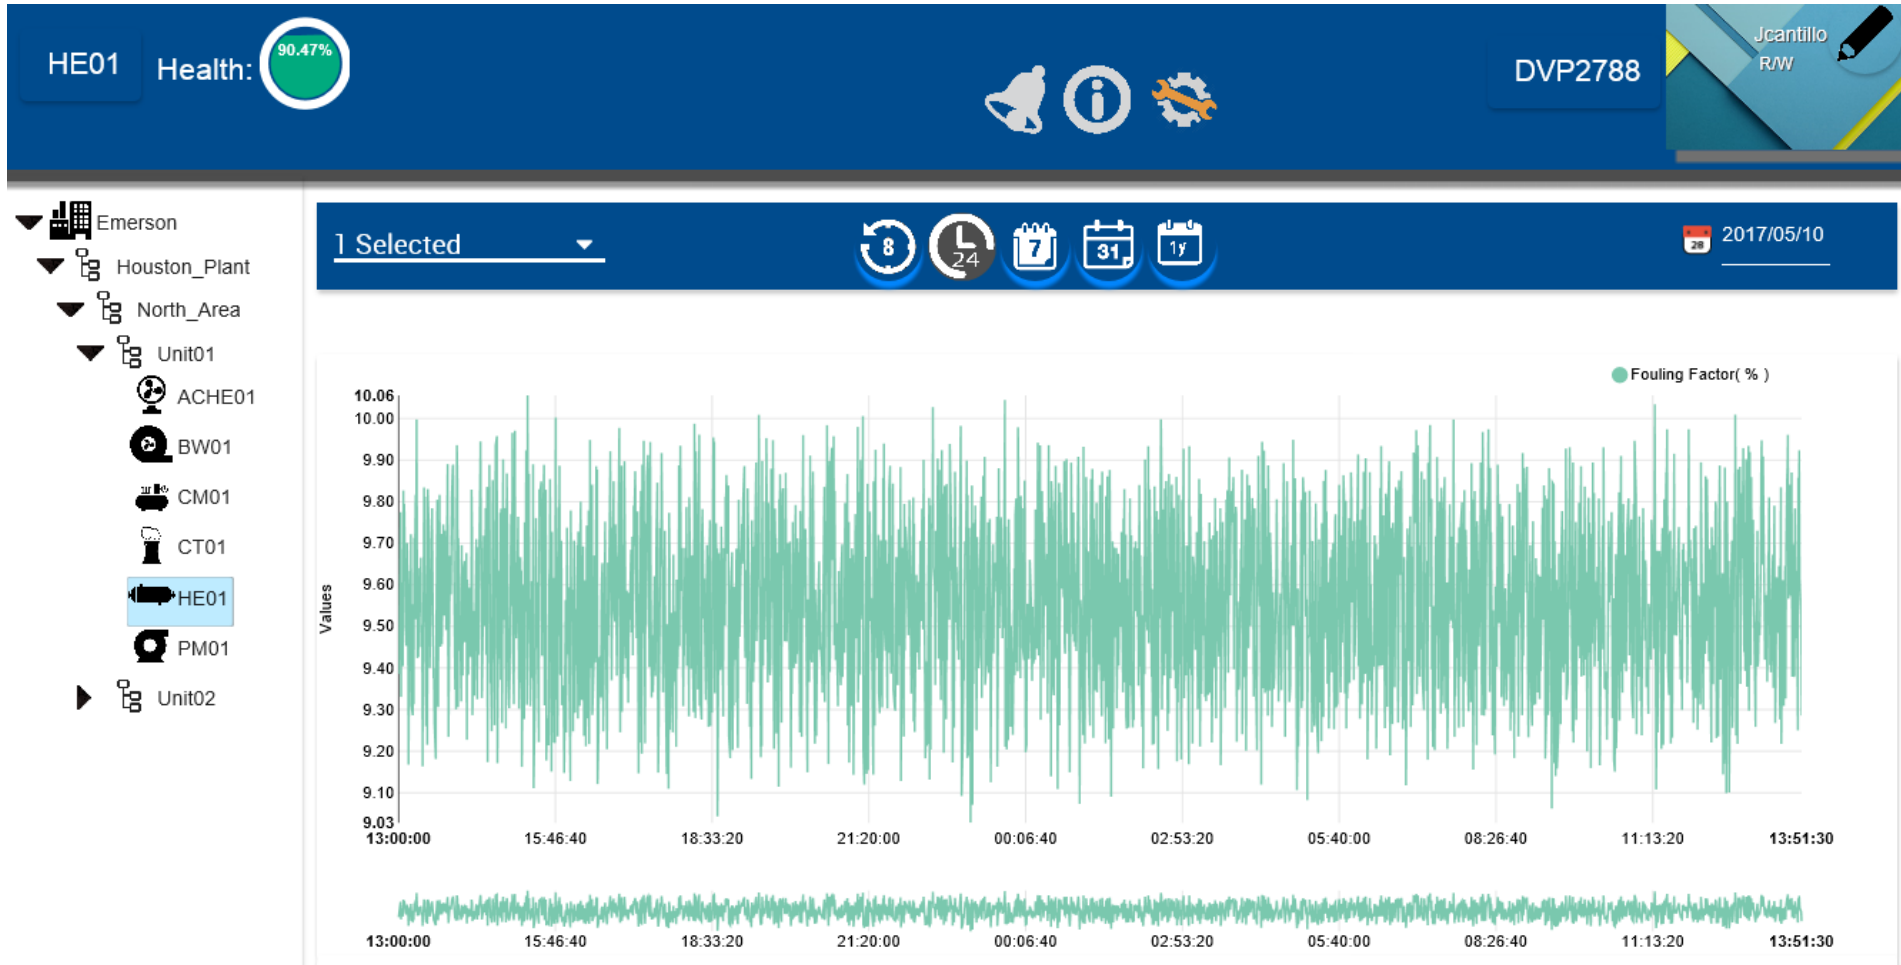 HE01
Health:
90.47%
DVP2788
Jcantillo
R/W
Emerson
Houston_Plant
North_Area
Unit01
ACHE01
BW01
CM01
CT01
HE01
PM01
Unit02
1 Selected
8
24
7
31
1y
28
2017/05/10
Fouling Factor( % )
Values
10.06
10.00
9.90
9.80
9.70
9.60
9.50
9.40
9.30
9.20
9.10
9.03
13:00:00 15:46:40 18:33:20 21:20:00 00:06:40 02:53:20 05:40:00 08:26:40 11:13:20 13:51:30
13:00:00 15:46:40 18:33:20 21:20:00 00:06:40 02:53:20 05:40:00 08:26:40 11:13:20 13:51:30